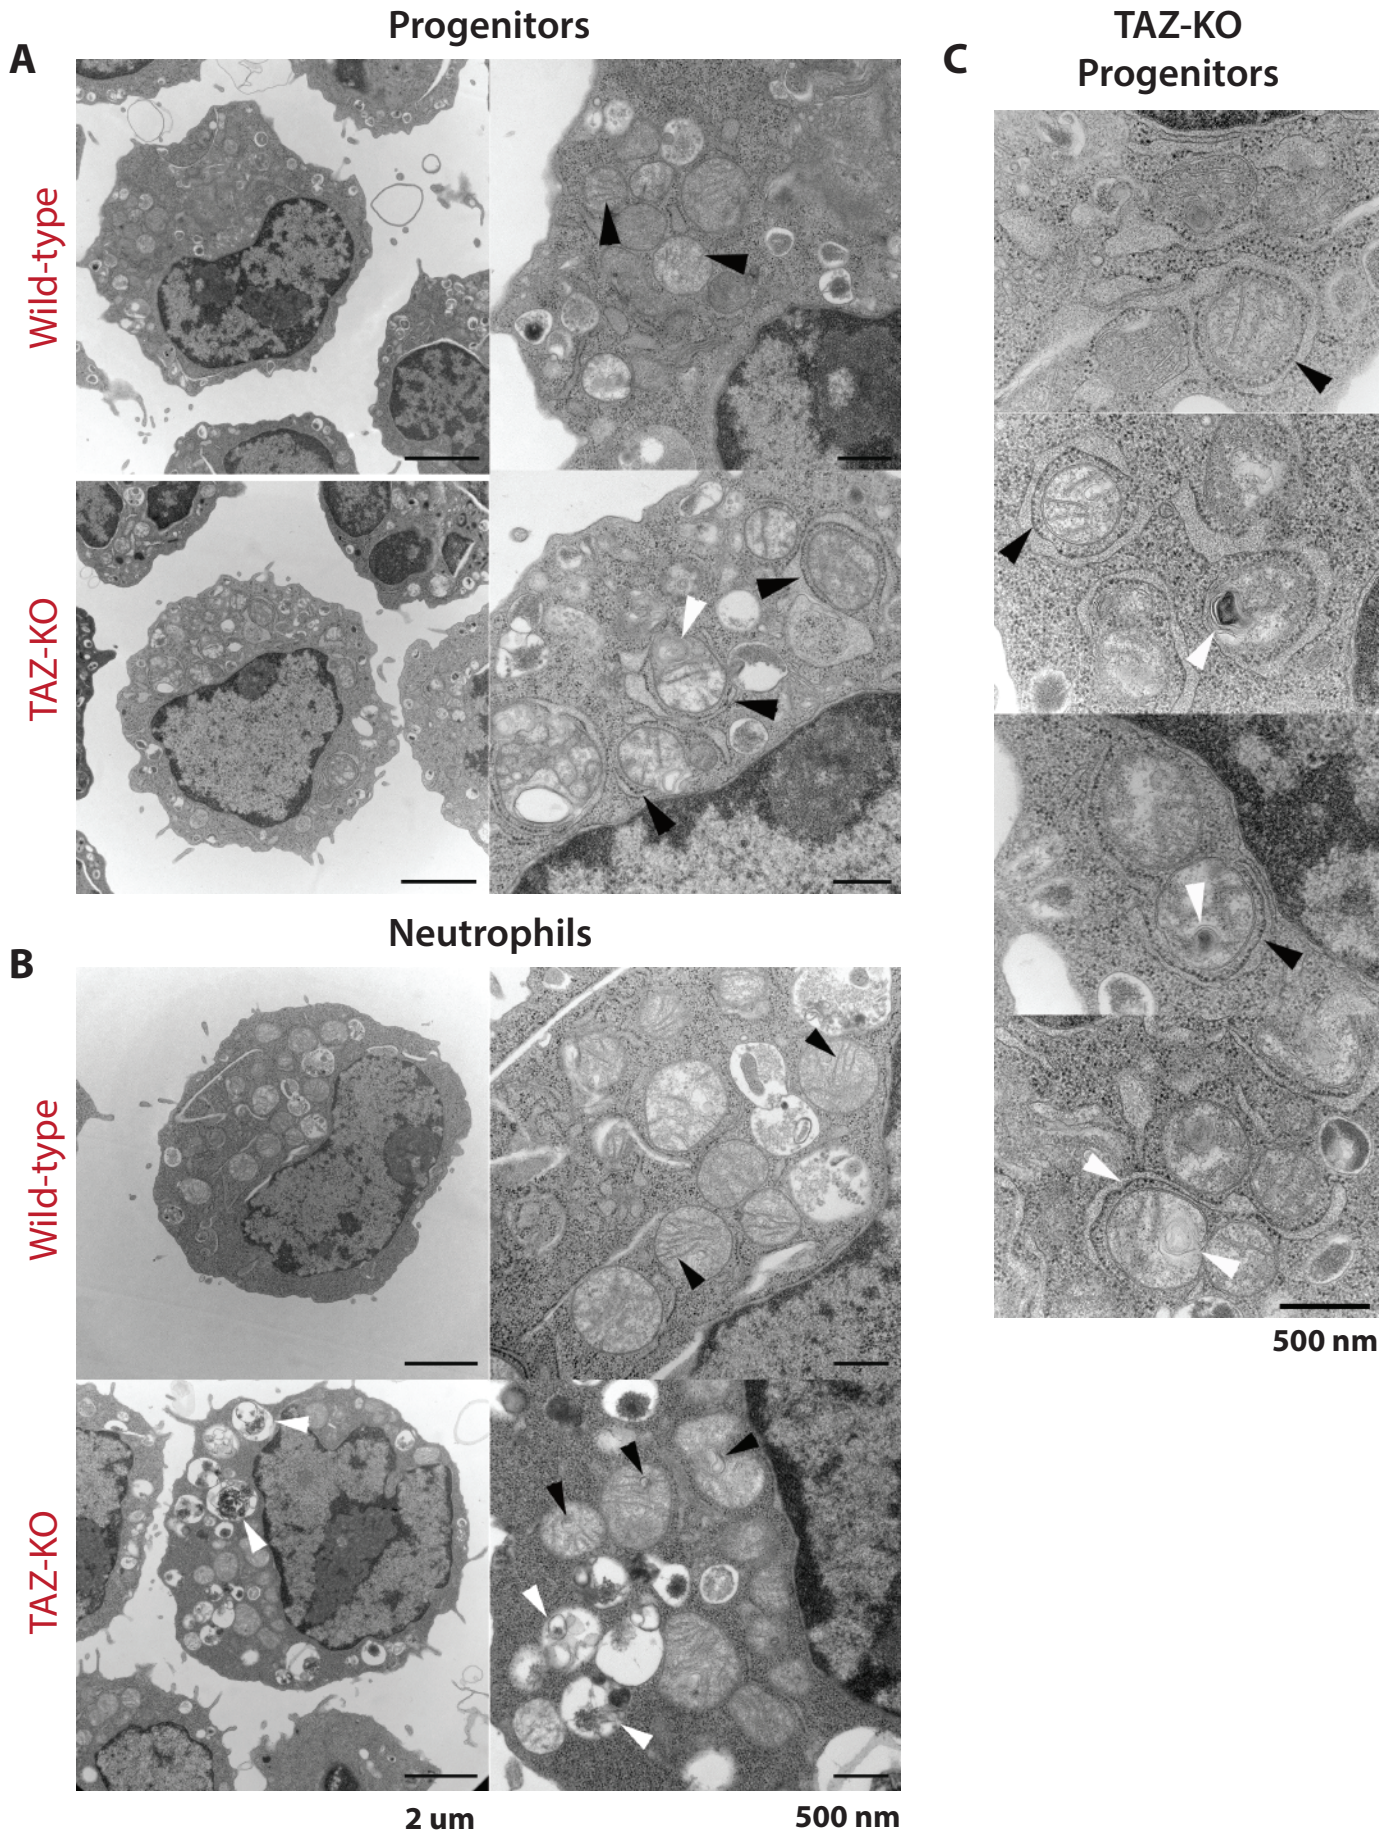 Progenitors
A
Wild-type
TAZ-KO
Neutrophils
B
Wild-type
TAZ-KO
2 um
500 nm
TAZ-KO
C
Progenitors
500 nm